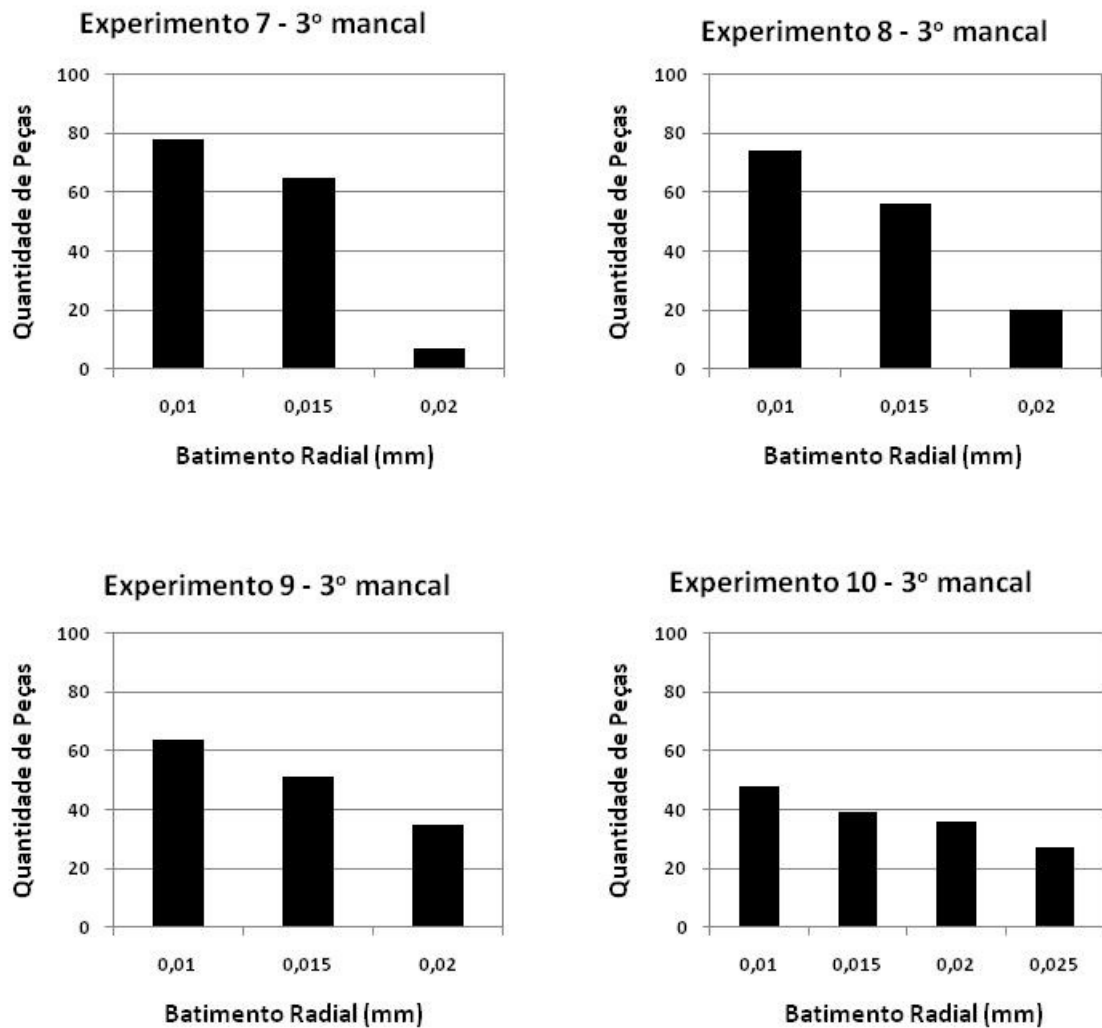 Experimento 7 - 3º mancal
Quantidade de Peças
100
80
60
40
20
0
0,01 0,015 0,02
Batimento Radial (mm)
Experimento 8 - 3º mancal
Quantidade de Peças
100
80
60
40
20
0
0,01 0,015 0,02
Batimento Radial (mm)
Experimento 9 - 3º mancal
Quantidade de Peças
100
80
60
40
20
0
0,01 0,015 0,02
Batimento Radial (mm)
Experimento 10 - 3º mancal
Quantidade de Peças
100
80
60
40
20
0
0,01 0,015 0,02 0,025
Batimento Radial (mm)